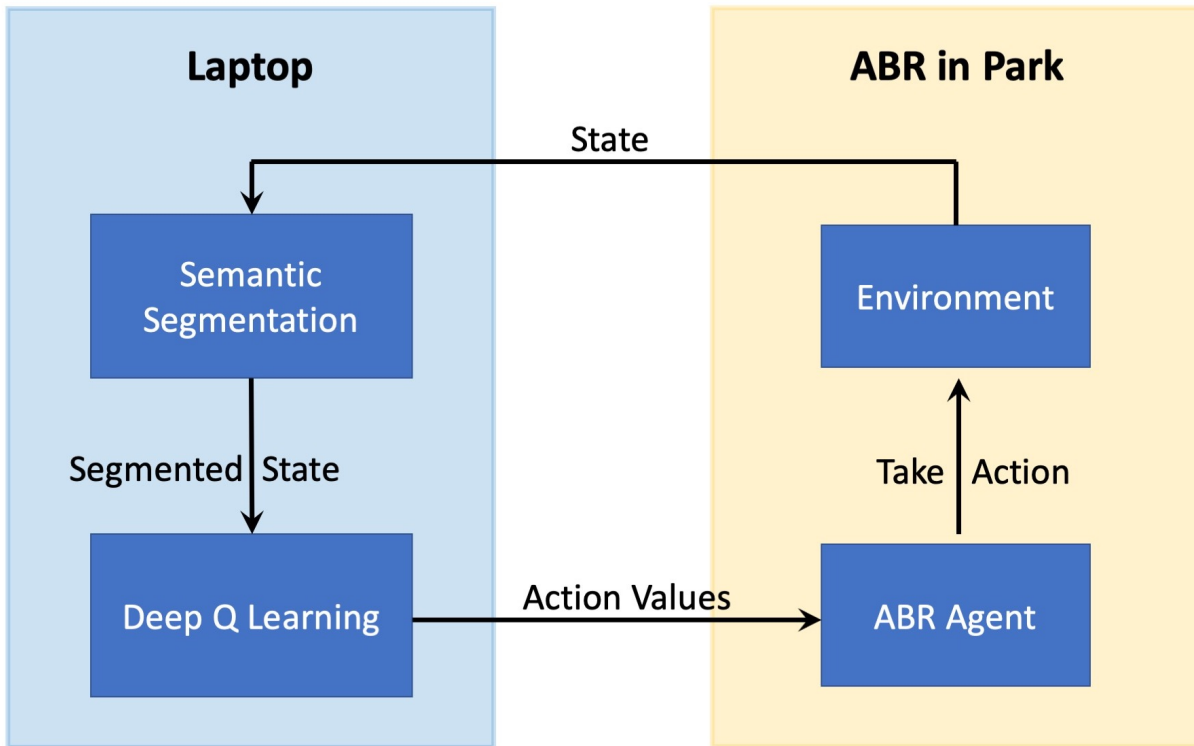 Laptop
ABR in Park
State
Semantic
Segmentation
Environment
Segmented State
Take Action
Deep Q Learning
Action Values
ABR Agent